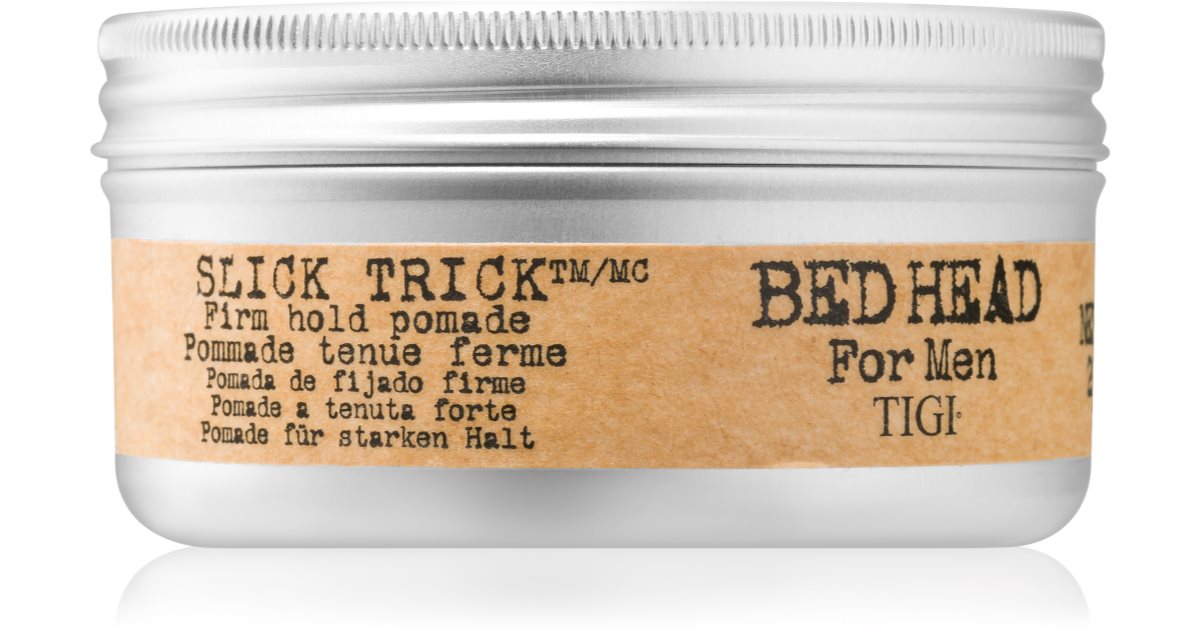 SLICK TRICK™/MC
Firm hold pomade
Pommade tenue ferme
Pomada de fijado firme
Pomade a tenuta forte
Pomade für starken Halt
BED HEAD
For Men
TIGI®